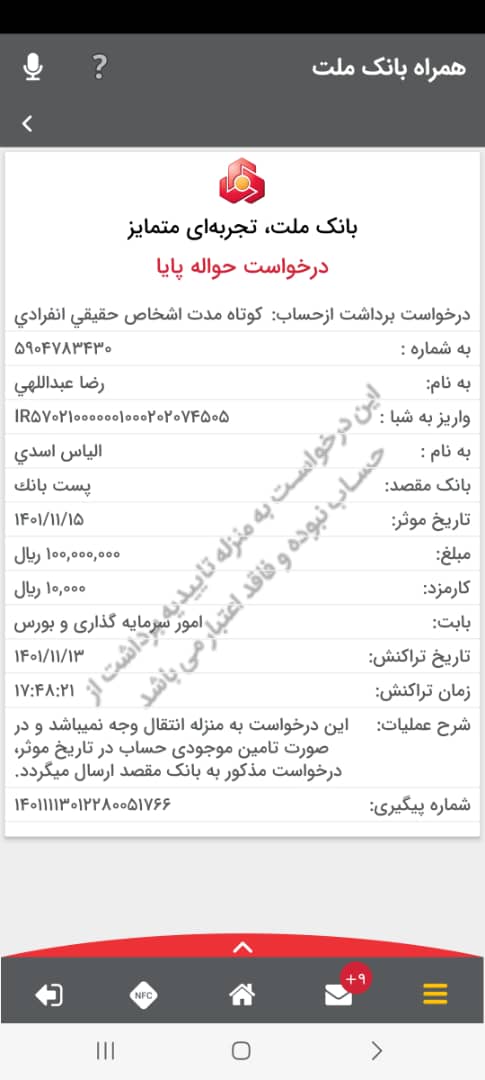 همراه بانک ملت
?
بانک ملت، تجربه‌ای متمایز
درخواست حواله پایا
درخواست برداشت ازحساب: کوتاه مدت اشخاص حقيقي انفرادي
به شماره : ۵۹۰۴۷۸۳۴۳۰
به نام: رضا عبداللهي
واریز به شبا : IR۵۷۰۲۱۰۰۰۰۰۰۱۰۰۰۲۰۲۰۷۴۵۰۵
به نام : الیاس اسدي
بانک مقصد: پست بانك
تاریخ موثر: ۱۴۰۱/۱۱/۱۵
مبلغ: ۱۰۰,۰۰۰,۰۰۰ ریال
کارمزد: ۱۰,۰۰۰ ریال
بابت: امور سرمایه گذاری و بورس
تاریخ تراکنش: ۱۴۰۱/۱۱/۱۳
زمان تراکنش: ۱۷:۴۸:۲۱
شرح عملیات: این درخواست به منزله انتقال وجه نمیباشد و در
صورت تامین موجودی حساب در تاریخ موثر،
درخواست مذکور به بانک مقصد ارسال میگردد.
شماره پیگیری: ۱۴۰۱۱۱۱۳۰۱۲۲۸۰۰۵۱۷۶۶
این درخواست به منزله تاییدیه برداشت از
حساب نبوده و فاقد اعتبار می باشد
+۹
NFC